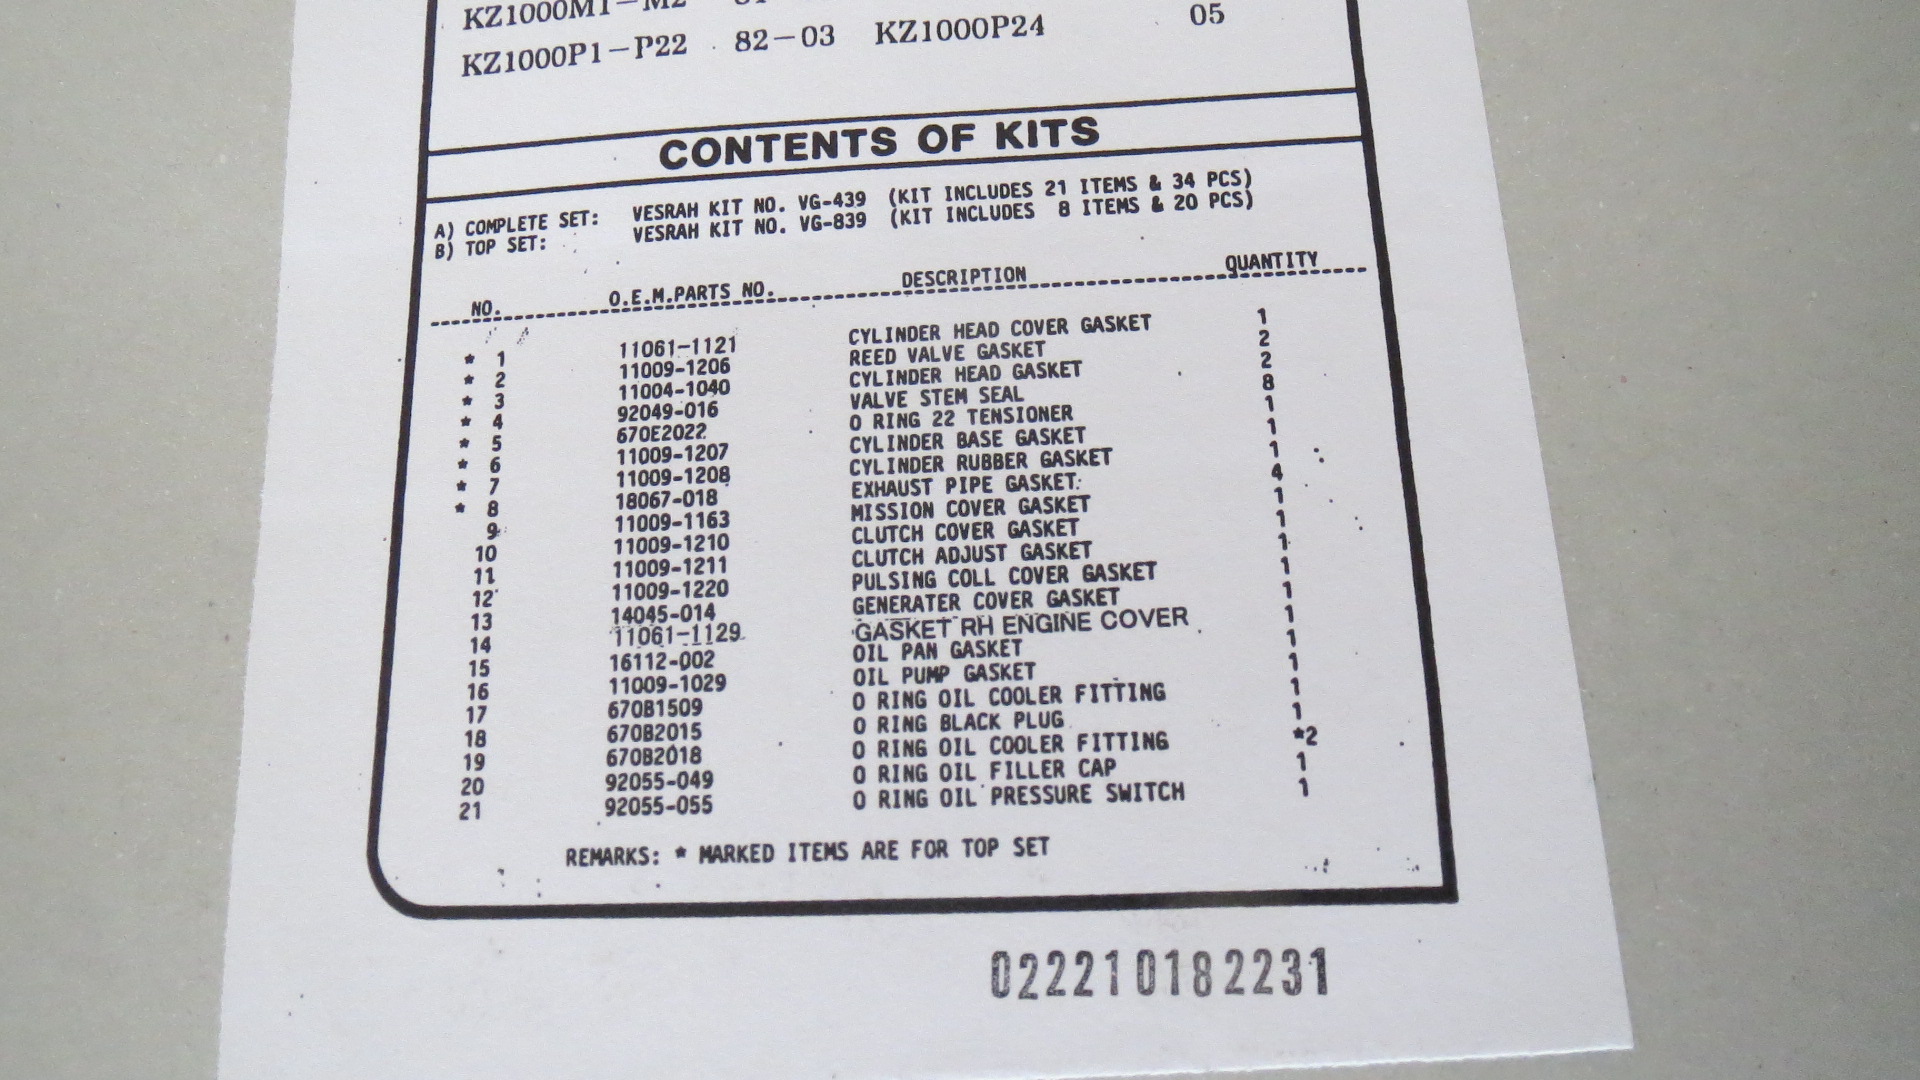 KZ1000M1-M2
KZ1000P1-P22 82-03 KZ1000P24 05
CONTENTS OF KITS
A) COMPLETE SET: VESRAH KIT NO. VG-439 (KIT INCLUDES 21 ITEMS & 34 PCS)
B) TOP SET: VESRAH KIT NO. VG-839 (KIT INCLUDES 8 ITEMS & 20 PCS)
NO. O.E.M.PARTS NO. DESCRIPTION QUANTITY
* 1 11061-1121 CYLINDER HEAD COVER GASKET 1
* 2 11009-1206 REED VALVE GASKET 2
* 3 11004-1040 CYLINDER HEAD GASKET 2
* 4 92049-016 VALVE STEM SEAL 8
* 5 670E2022 O RING 22 TENSIONER 1
* 6 11009-1207 CYLINDER BASE GASKET 1
* 7 11009-1208 CYLINDER RUBBER GASKET 1
* 8 18067-018 EXHAUST PIPE GASKET 4
9 11009-1163 MISSION COVER GASKET 1
10 11009-1210 CLUTCH COVER GASKET 1
11 11009-1211 CLUTCH ADJUST GASKET 1
12 11009-1220 PULSING COLL COVER GASKET 1
13 14045-014 GENERATER COVER GASKET 1
14 11061-1129 GASKET RH ENGINE COVER 1
15 16112-002 OIL PAN GASKET 1
16 11009-1029 OIL PUMP GASKET 1
17 670B1509 O RING OIL COOLER FITTING 1
18 670B2015 O RING BLACK PLUG 1
19 670B2018 O RING OIL COOLER FITTING *2
20 92055-049 O RING OIL FILLER CAP 1
21 92055-055 O RING OIL PRESSURE SWITCH 1
REMARKS: * MARKED ITEMS ARE FOR TOP SET
022210182231